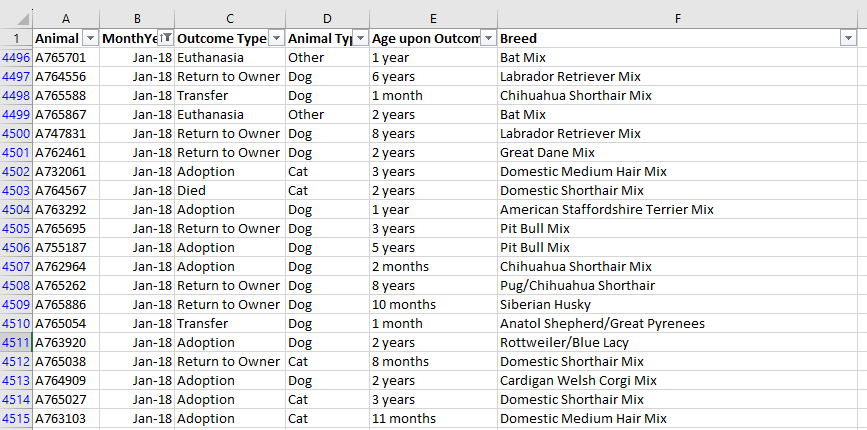 A B C D E F
1 Animal MonthYe Outcome Type Animal Ty Age upon Outcom Breed
4496 A765701 Jan-18 Euthanasia Other 1 year Bat Mix
4497 A764556 Jan-18 Return to Owner Dog 6 years Labrador Retriever Mix
4498 A765588 Jan-18 Transfer Dog 1 month Chihuahua Shorthair Mix
4499 A765867 Jan-18 Euthanasia Other 2 years Bat Mix
4500 A747831 Jan-18 Return to Owner Dog 8 years Labrador Retriever Mix
4501 A762461 Jan-18 Return to Owner Dog 2 years Great Dane Mix
4502 A732061 Jan-18 Adoption Cat 3 years Domestic Medium Hair Mix
4503 A764567 Jan-18 Died Cat 2 years Domestic Shorthair Mix
4504 A763292 Jan-18 Adoption Dog 1 year American Staffordshire Terrier Mix
4505 A765695 Jan-18 Return to Owner Dog 3 years Pit Bull Mix
4506 A755187 Jan-18 Adoption Dog 5 years Pit Bull Mix
4507 A762964 Jan-18 Adoption Dog 2 months Chihuahua Shorthair Mix
4508 A765262 Jan-18 Return to Owner Dog 8 years Pug/Chihuahua Shorthair
4509 A765886 Jan-18 Return to Owner Dog 10 months Siberian Husky
4510 A765054 Jan-18 Transfer Dog 1 month Anatol Shepherd/Great Pyrenees
4511 A763920 Jan-18 Adoption Dog 2 years Rottweiler/Blue Lacy
4512 A765038 Jan-18 Return to Owner Cat 8 months Domestic Shorthair Mix
4513 A764909 Jan-18 Adoption Dog 2 years Cardigan Welsh Corgi Mix
4514 A765027 Jan-18 Adoption Cat 3 years Domestic Shorthair Mix
4515 A763103 Jan-18 Adoption Cat 11 months Domestic Medium Hair Mix